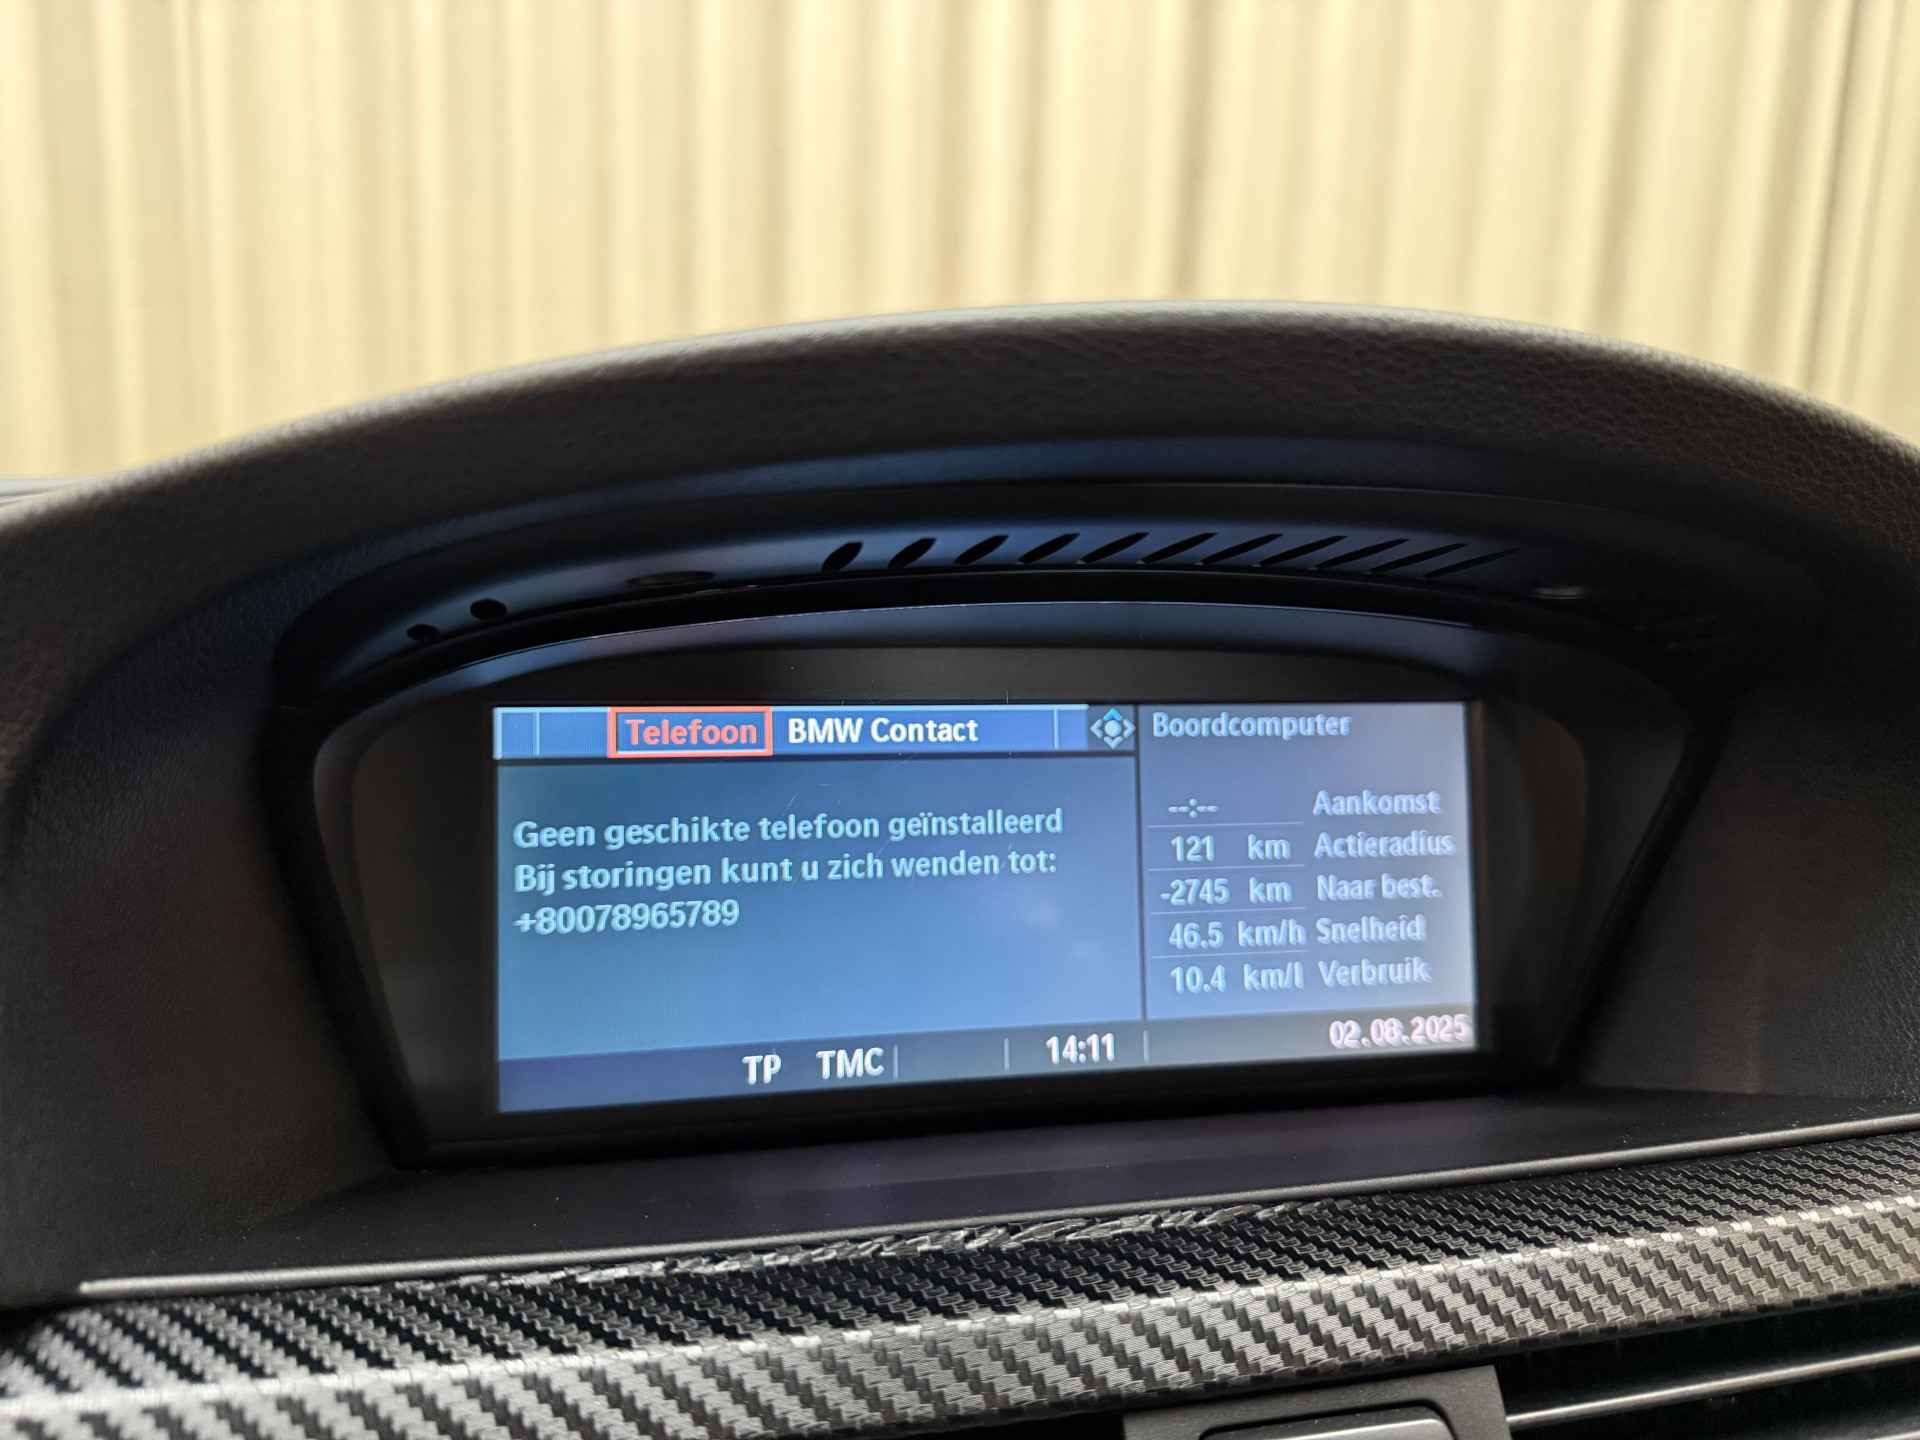 Telefoon BMW Contact
Geen geschikte telefoon geïnstalleerd
Bij storingen kunt u zich wenden tot:
+80078965789
Boordcomputer
--:-- Aankomst
121 km Actieradius
-2745 km Naar best.
46.5 km/h Snelheid
10.4 km/l Verbruik
TP TMC 14:11 02.08.2025